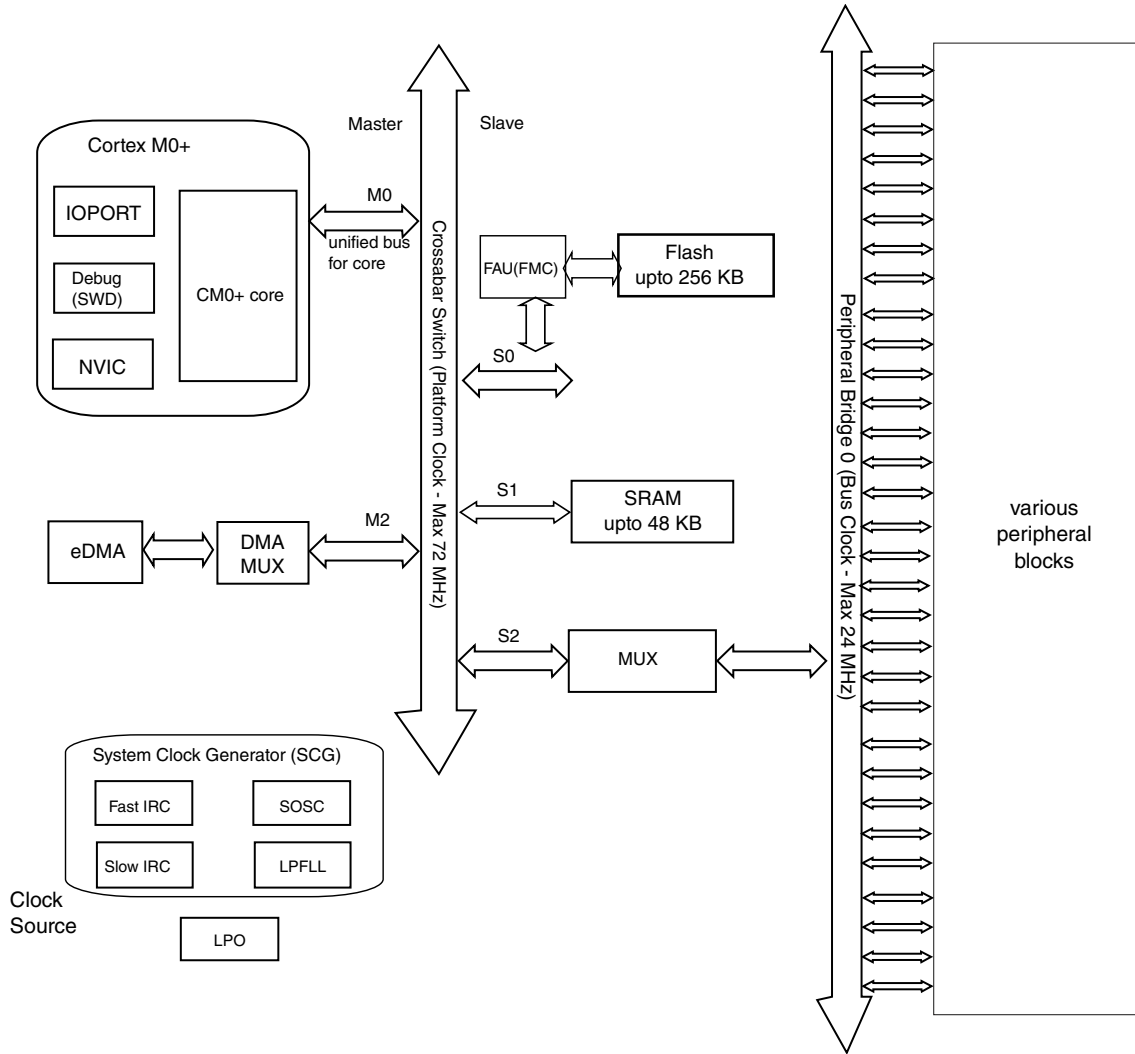 Master
Slave
Cortex M0+
IOPORT
Debug
(SWD)
NVIC
CM0+ core
M0
unified bus
for core
Crossabar Switch (Platform Clock - Max 72 MHz)
FAU(FMC)
Flash
upto 256 KB
S0
S1
SRAM
upto 48 KB
eDMA
DMA
MUX
M2
S2
MUX
Peripheral Bridge 0 (Bus Clock - Max 24 MHz)
various
peripheral
blocks
System Clock Generator (SCG)
Fast IRC
SOSC
Slow IRC
LPFLL
Clock
Source
LPO